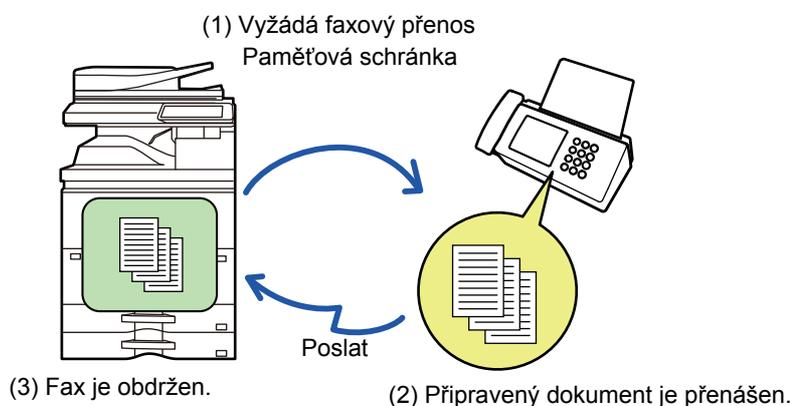 (1) Vyžádá faxový přenos
Paměťová schránka
Poslat
(3) Fax je obdržen.
(2) Připravený dokument je přenášen.